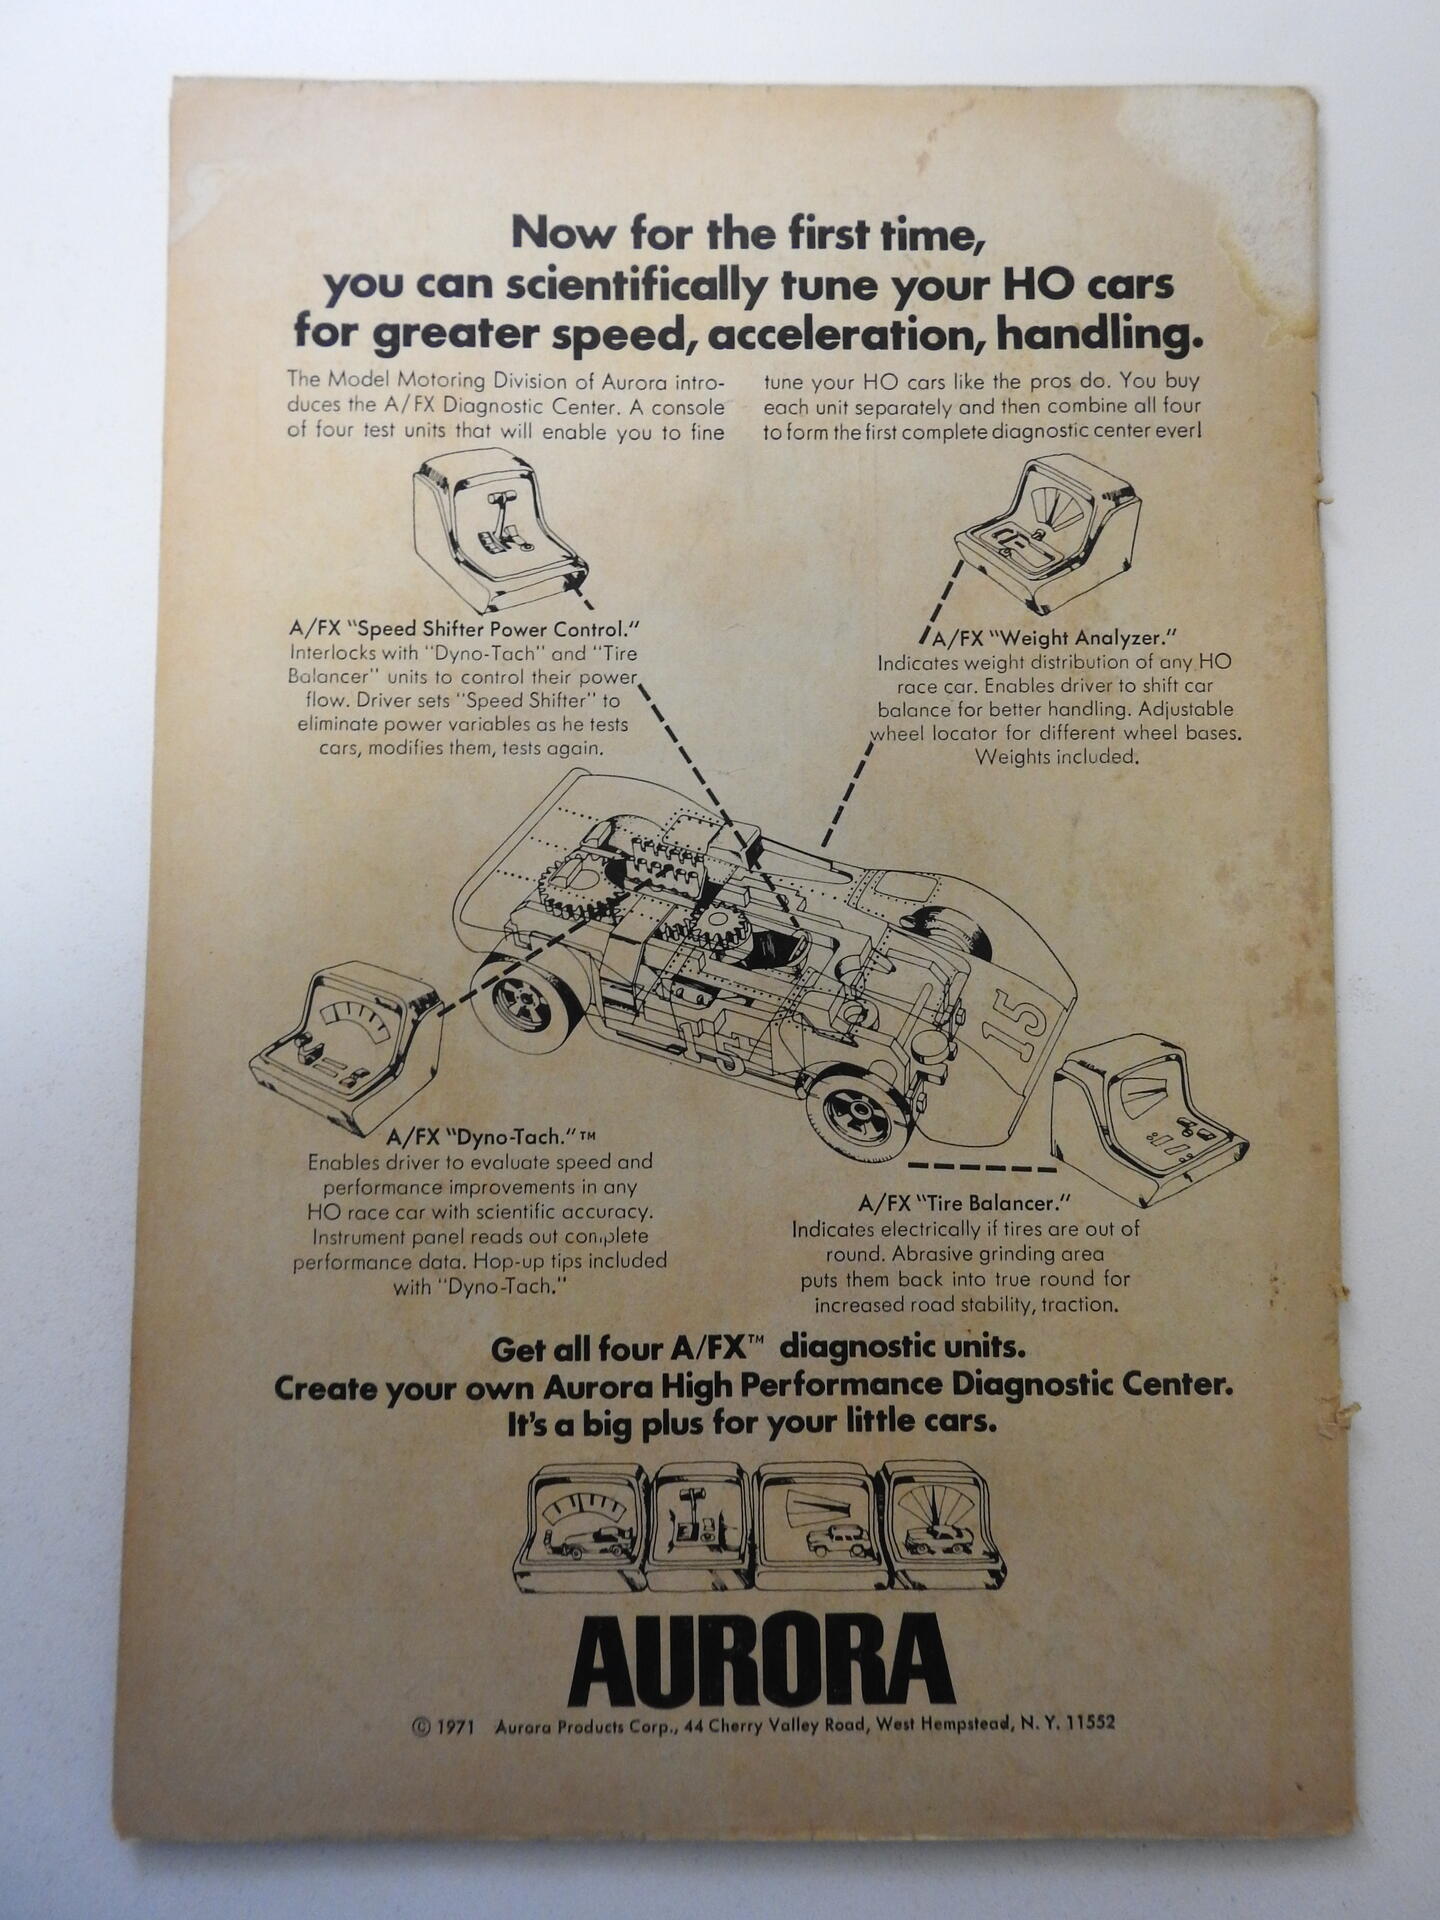 Now for the first time,
you can scientifically tune your HO cars
for greater speed, acceleration, handling.
The Model Motoring Division of Aurora intro-
duces the A/FX Diagnostic Center. A console
of four test units that will enable you to fine
tune your HO cars like the pros do. You buy
each unit separately and then combine all four
to form the first complete diagnostic center ever!
A/FX "Speed Shifter Power Control."
Interlocks with "Dyno-Tach" and "Tire
Balancer" units to control their power
flow. Driver sets "Speed Shifter" to
eliminate power variables as he tests
cars, modifies them, tests again.
A/FX "Weight Analyzer."
Indicates weight distribution of any HO
race car. Enables driver to shift car
balance for better handling. Adjustable
wheel locator for different wheel bases.
Weights included.
15
15
A/FX "Dyno-Tach."™
Enables driver to evaluate speed and
performance improvements in any
HO race car with scientific accuracy.
Instrument panel reads out complete
performance data. Hop-up tips included
with "Dyno-Tach."
A/FX "Tire Balancer."
Indicates electrically if tires are out of
round. Abrasive grinding area
puts them back into true round for
increased road stability, traction.
Get all four A/FX™ diagnostic units.
Create your own Aurora High Performance Diagnostic Center.
It's a big plus for your little cars.
AURORA
© 1971 Aurora Products Corp., 44 Cherry Valley Road, West Hempstead, N. Y. 11552